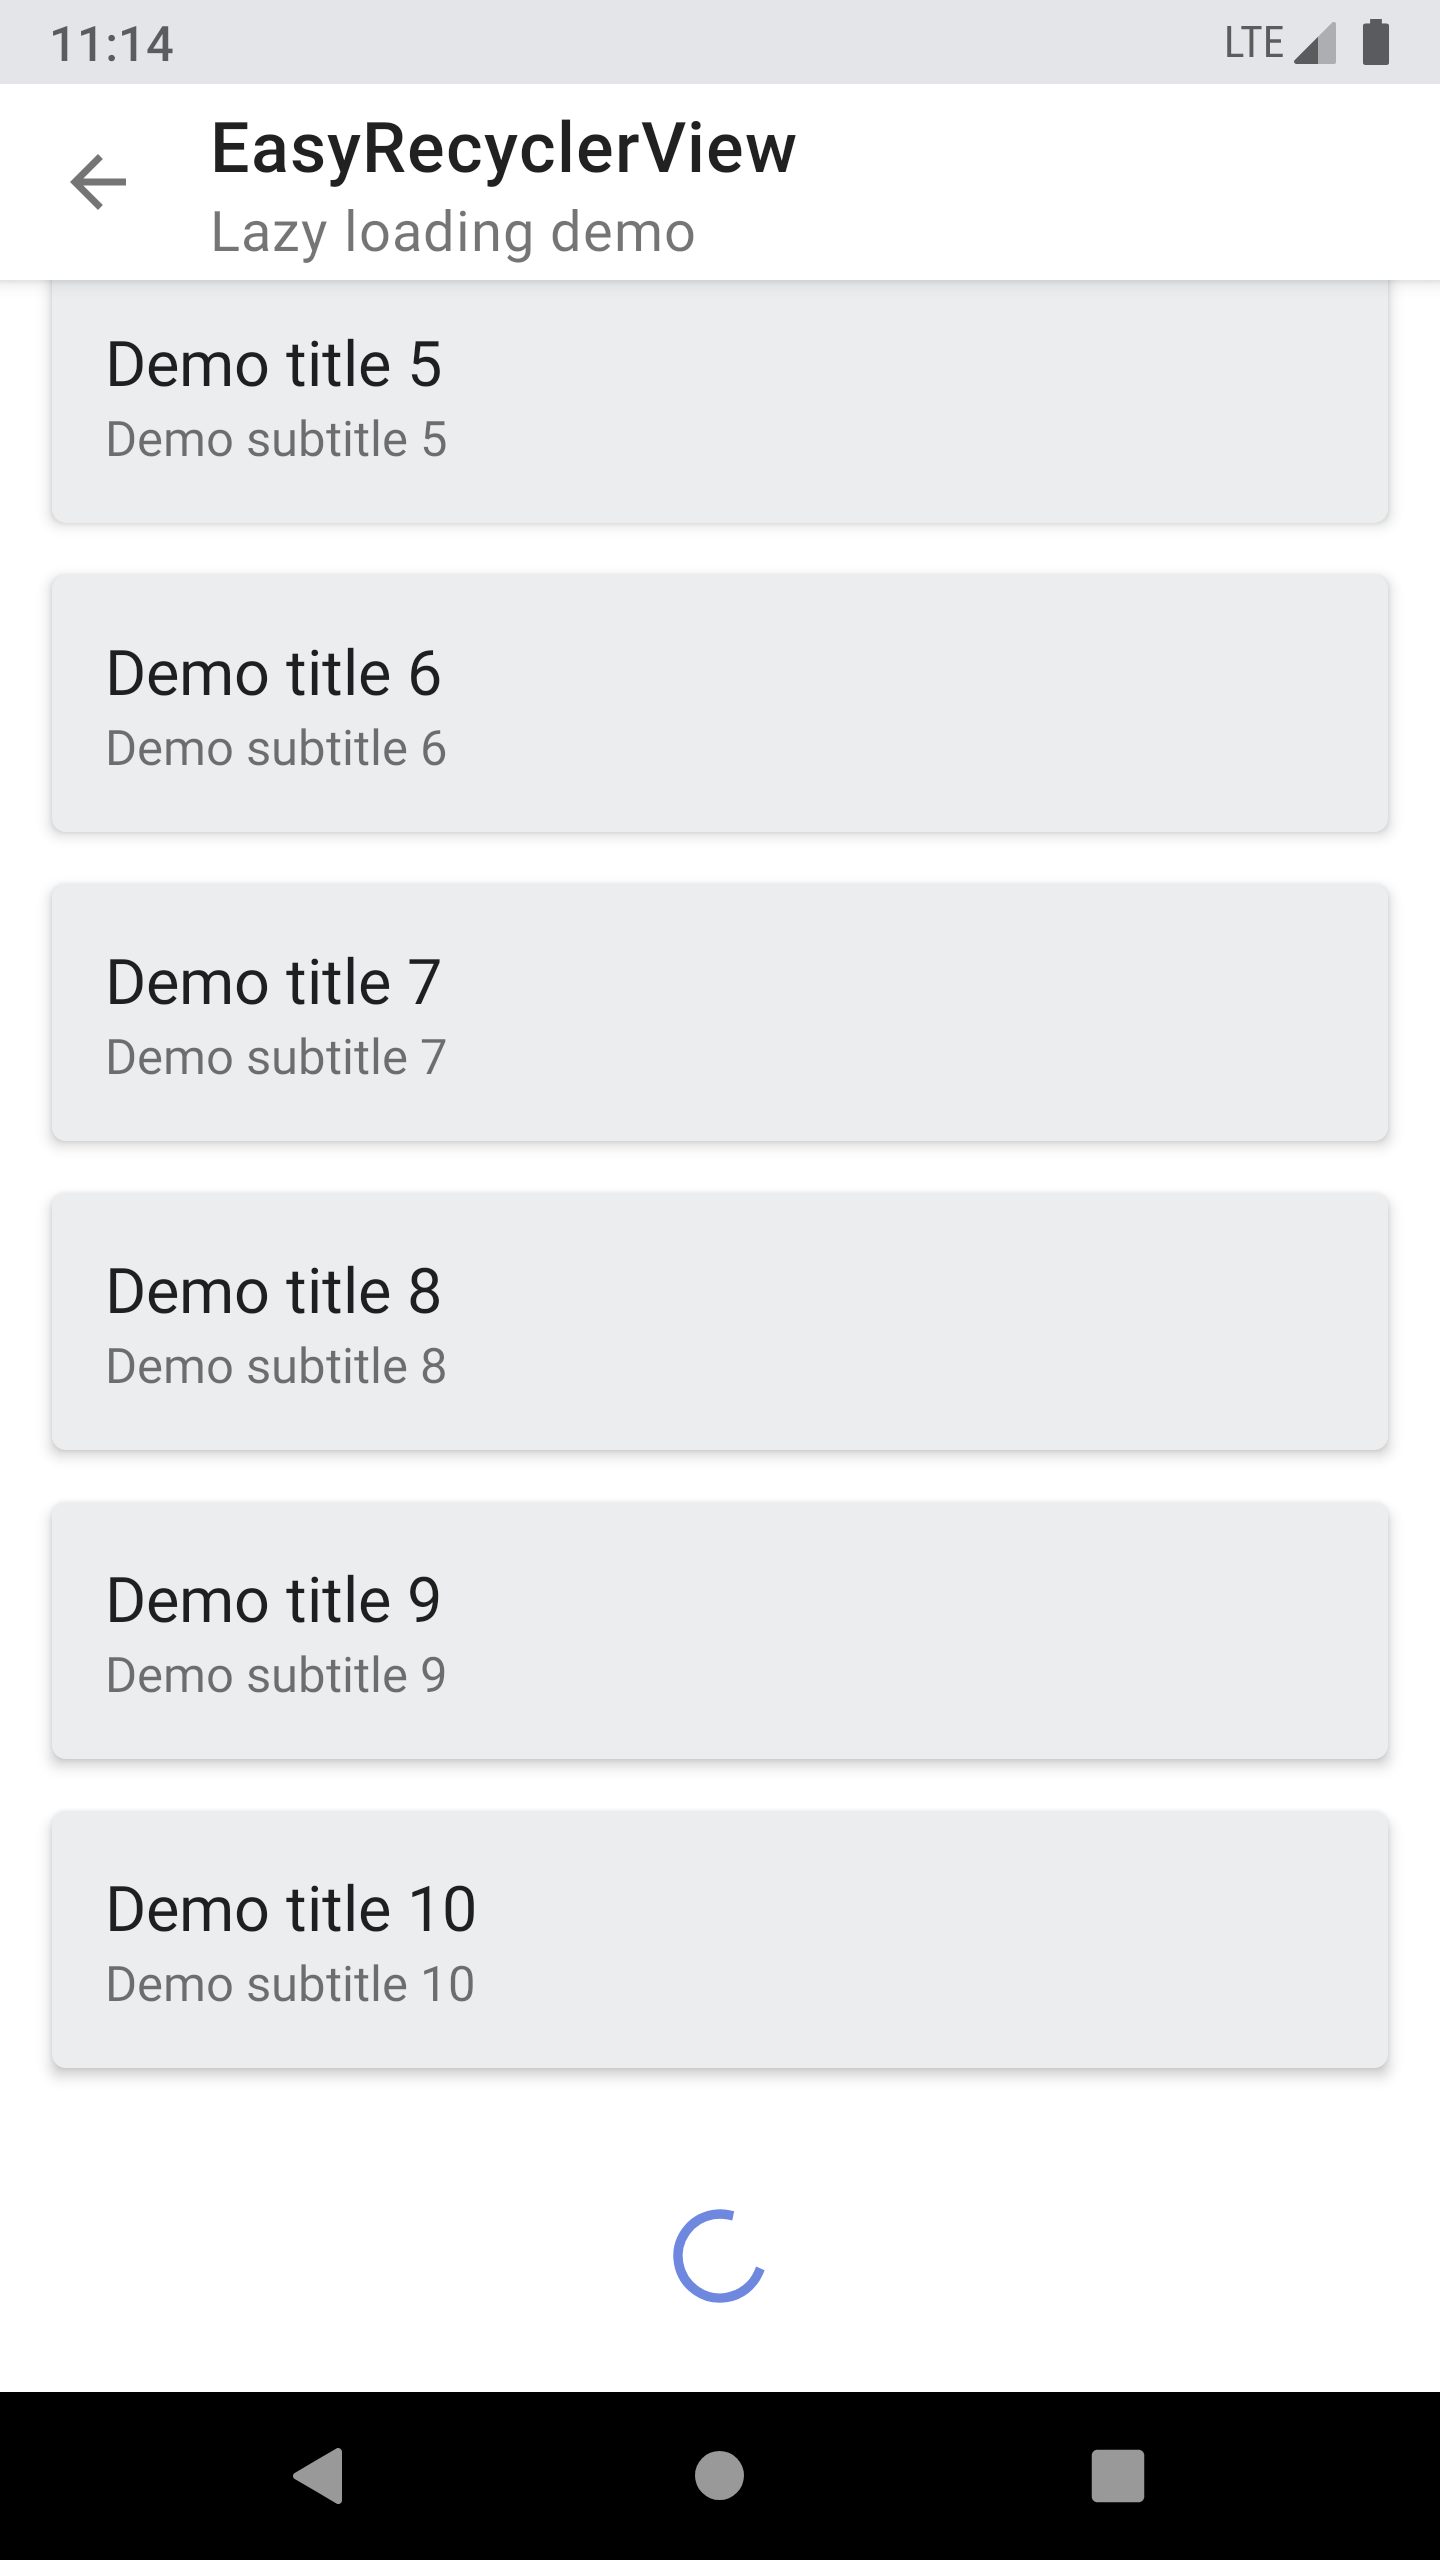 11:14
LTE
EasyRecyclerView
Lazy loading demo
Demo title 5
Demo subtitle 5
Demo title 6
Demo subtitle 6
Demo title 7
Demo subtitle 7
Demo title 8
Demo subtitle 8
Demo title 9
Demo subtitle 9
Demo title 10
Demo subtitle 10